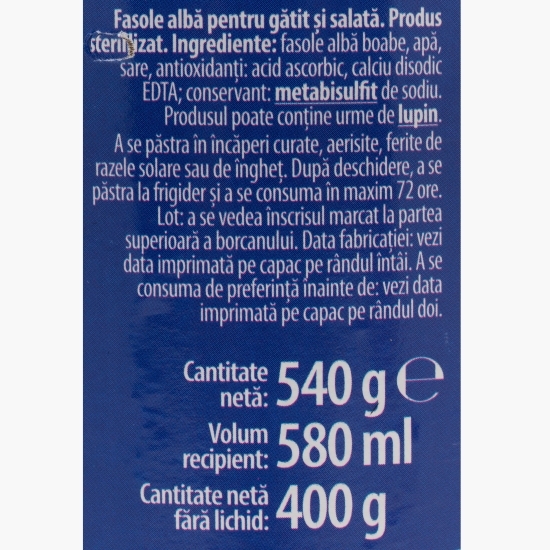 Fasole albă pentru gătit și salată. Produs
sterilizat. Ingrediente: fasole albă boabe, apă,
sare, antioxidanți: acid ascorbic, calciu disodic
EDTA; conservant: metabisulfit de sodiu.
Produsul poate conține urme de lupin.
A se păstra în încăperi curate, aerisite, ferite de
razele solare sau de îngheț. După deschidere, a se
păstra la frigider și a se consuma în maxim 72 ore.
Lot: a se vedea înscrisul marcat la partea
superioară a borcanului. Data fabricației: vezi
data imprimată pe capac pe rândul întâi. A se
consuma de preferință înainte de: vezi data
imprimată pe capac pe rândul doi.
Cantitate
netă: 540 g ℮
Volum
recipient: 580 ml
Cantitate netă
fără lichid: 400 g